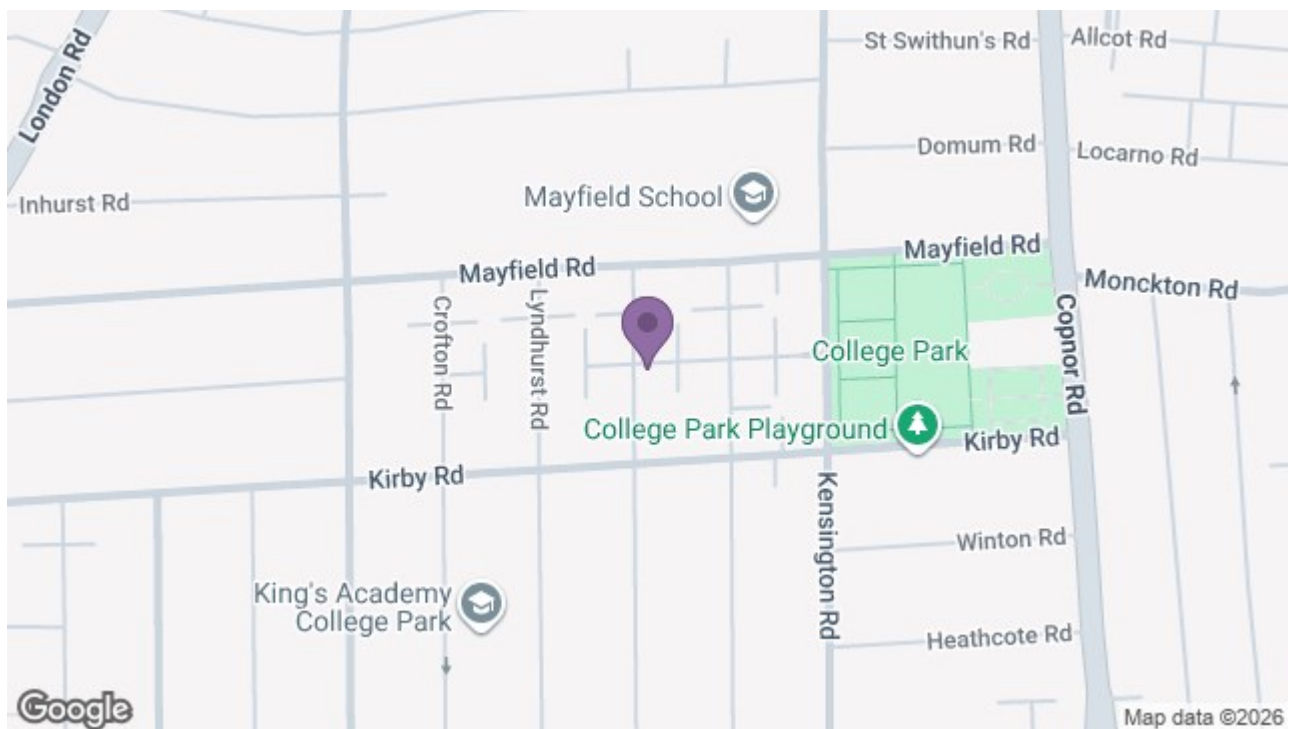 London Rd
St Swithun's Rd
Allcot Rd
Domum Rd
Locarno Rd
Inhurst Rd
Mayfield School
Mayfield Rd
Mayfield Rd
Monckton Rd
Crofton Rd
Lyndhurst Rd
College Park
Copnor Rd
College Park Playground
Kirby Rd
Kirby Rd
Kensington Rd
Winton Rd
King's Academy
College Park
Heathcote Rd
Google
Map data ©2026